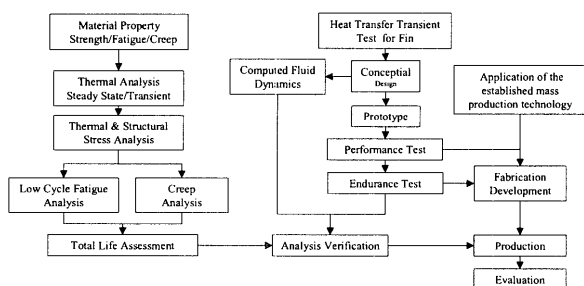 Material Property
Strength/Fatigue/Creep
Thermal Analysis
Steady State/Transient
Thermal & Structural
Stress Analysis
Low Cycle Fatigue
Analysis
Creep
Analysis
Total Life Assessment
Heat Transfer Transient
Test for Fin
Computed Fluid
Dynamics
Conceptial
Design
Prototype
Performance Test
Endurance Test
Analysis Verification
Application of the
established mass
production technology
Fabrication
Development
Production
Evaluation